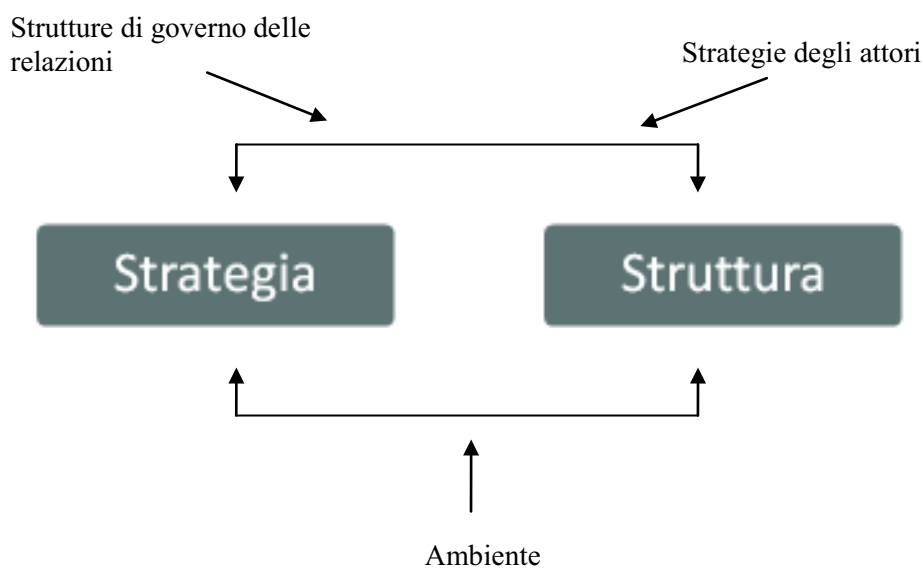 Strutture di governo delle
relazioni
Strategie degli attori
Strategia
Struttura
Ambiente